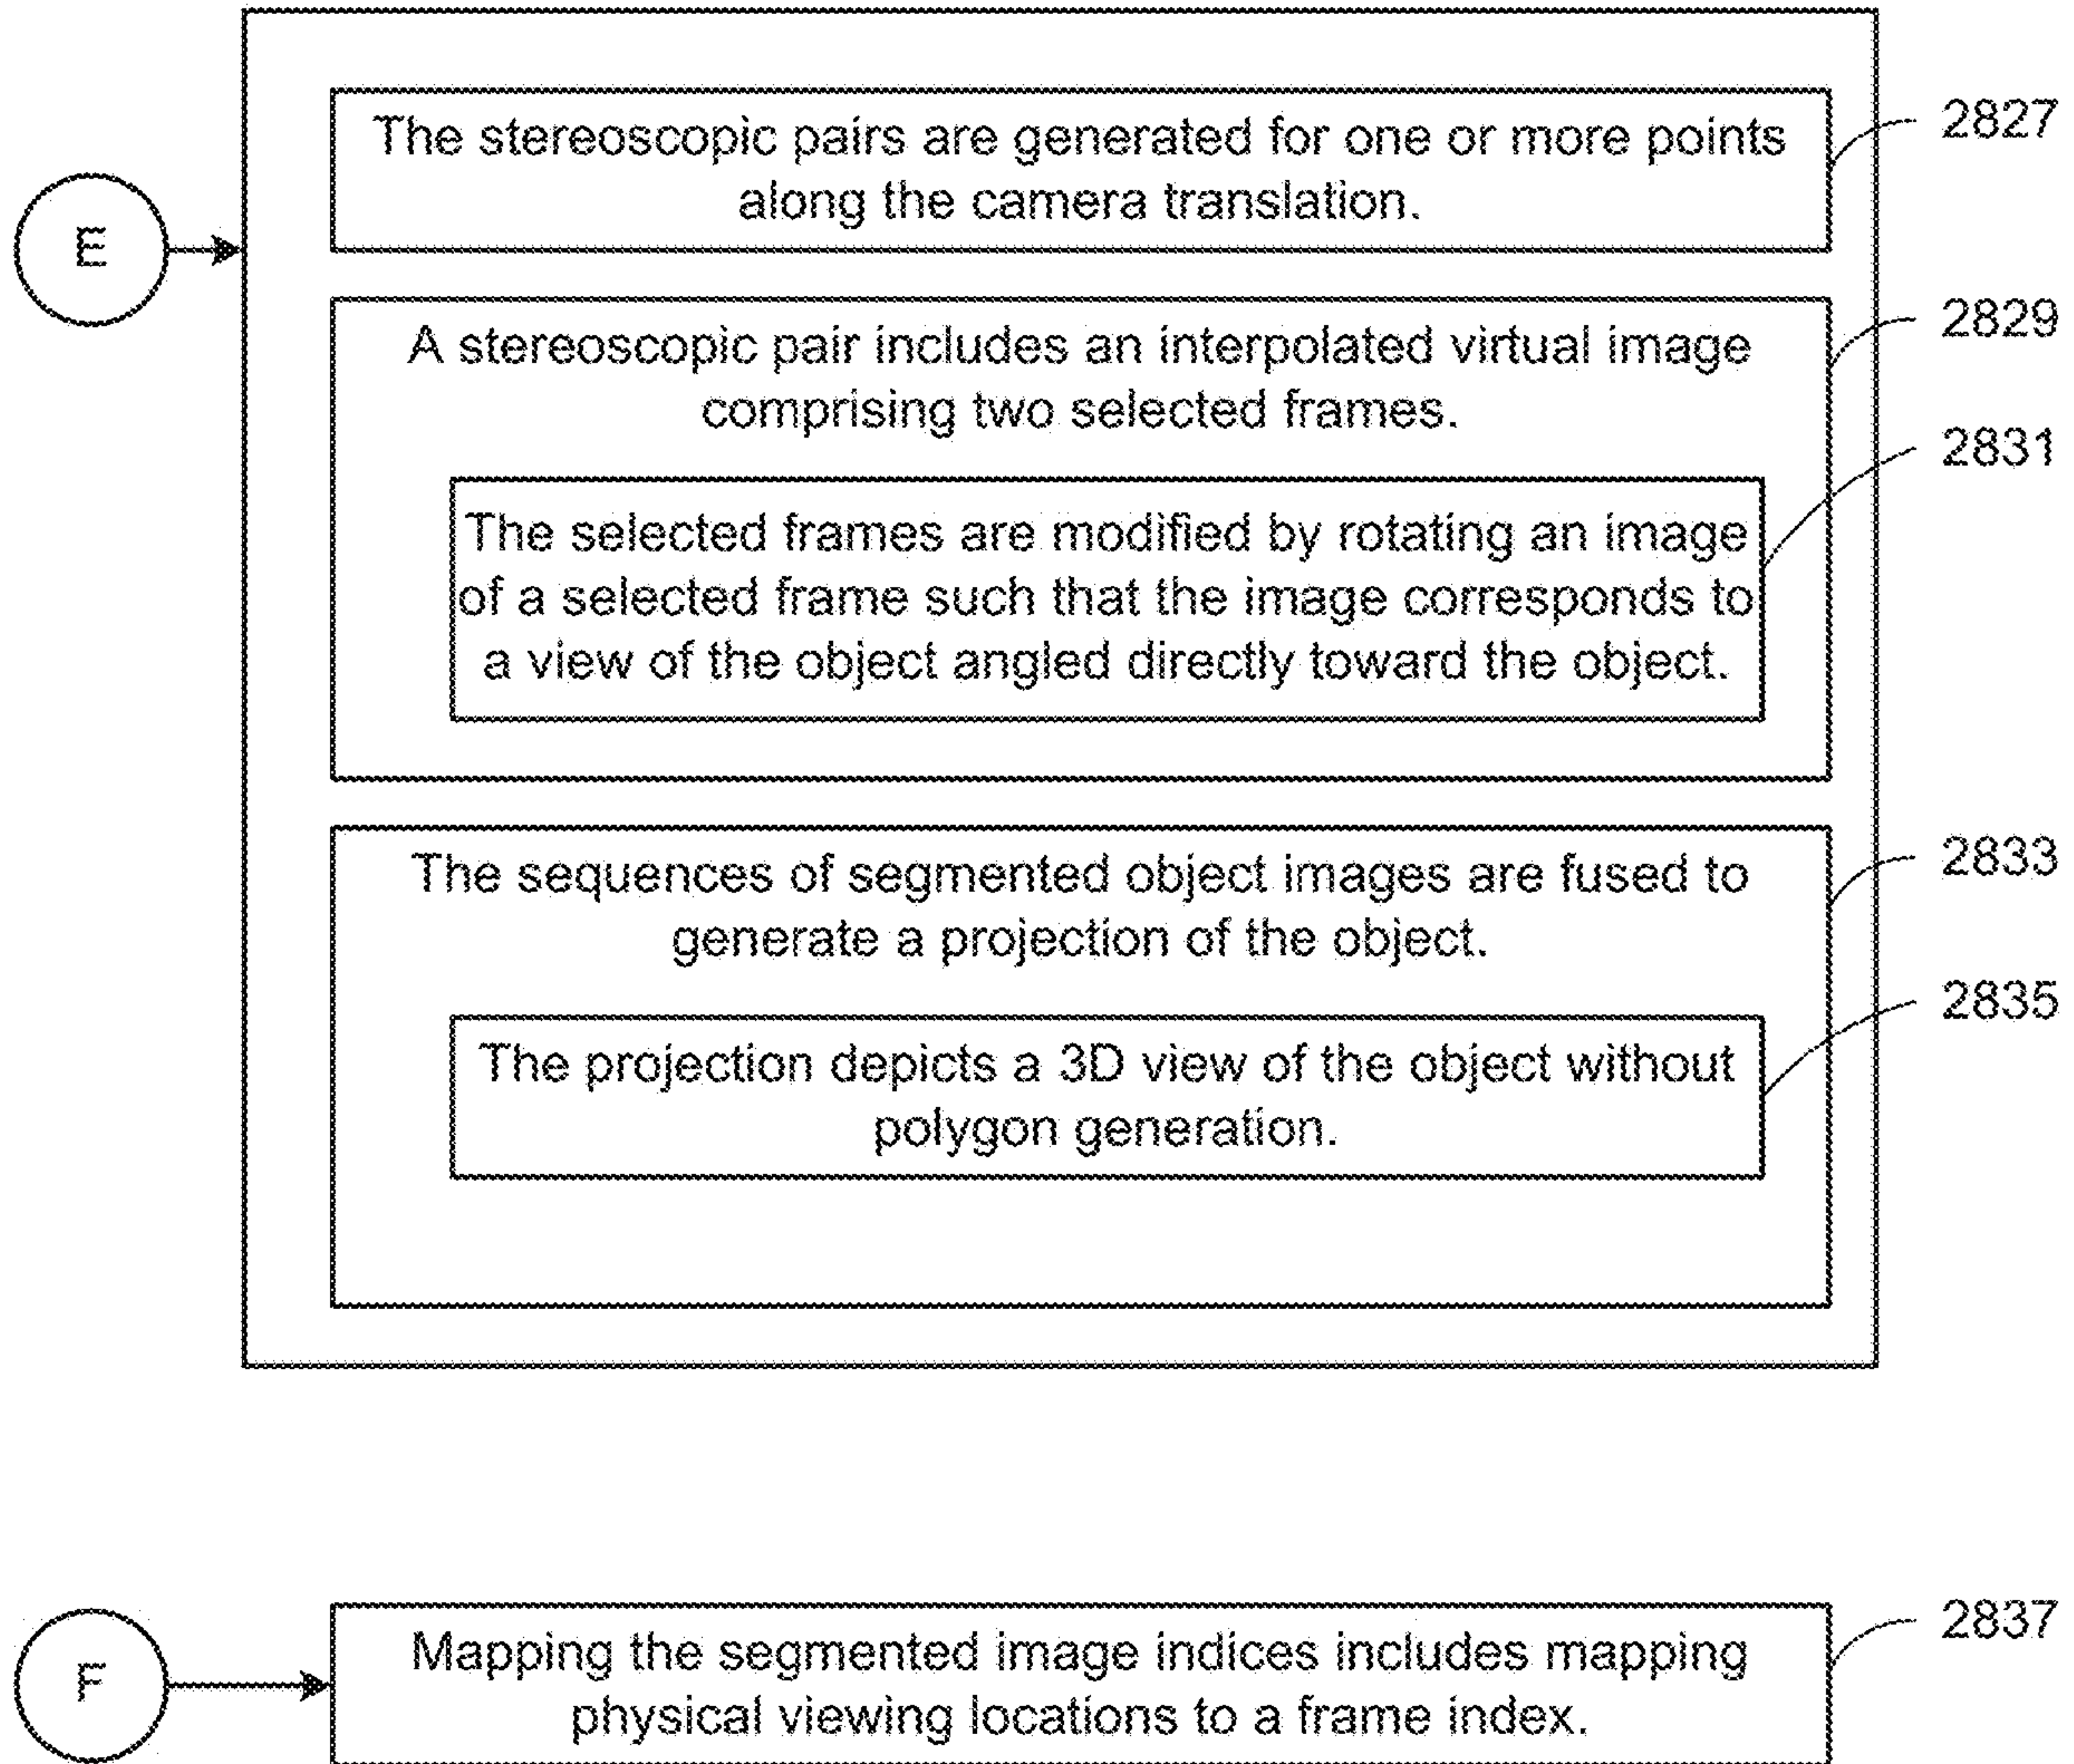 The stereoscopic pairs are generated for one or more points
along the camera translation.
2827
E
A stereoscopic pair includes an interpolated virtual image
comprising two selected frames.
2829
The selected frames are modified by rotating an image
of a selected frame such that the image corresponds to
a view of the object angled directly toward the object.
2831
The sequences of segmented object images are fused to
generate a projection of the object.
2833
The projection depicts a 3D view of the object without
polygon generation.
2835
F
Mapping the segmented image indices includes mapping
physical viewing locations to a frame index.
2837